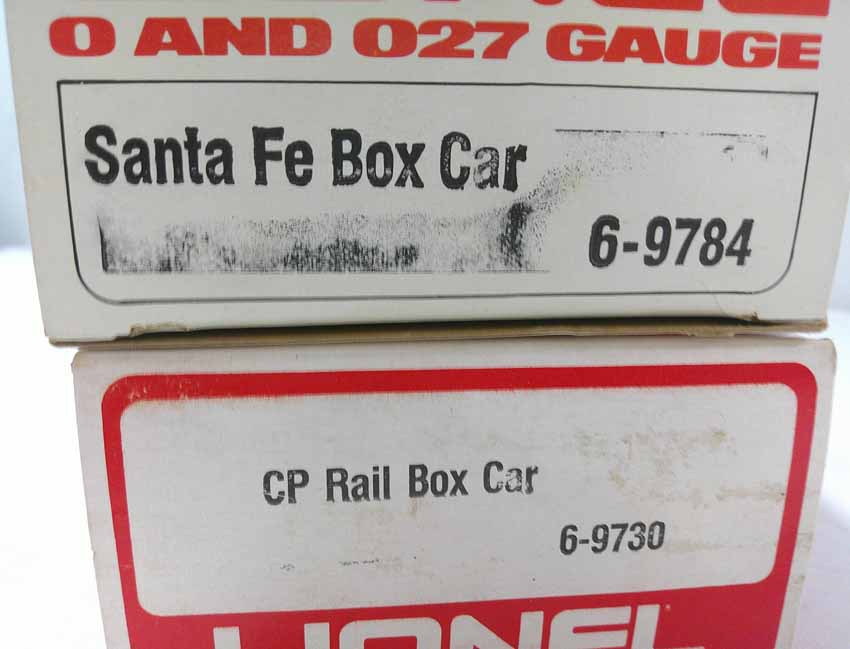 O AND O27 GAUGE
Santa Fe Box Car
6-9784
CP Rail Box Car
6-9730
LIONEL